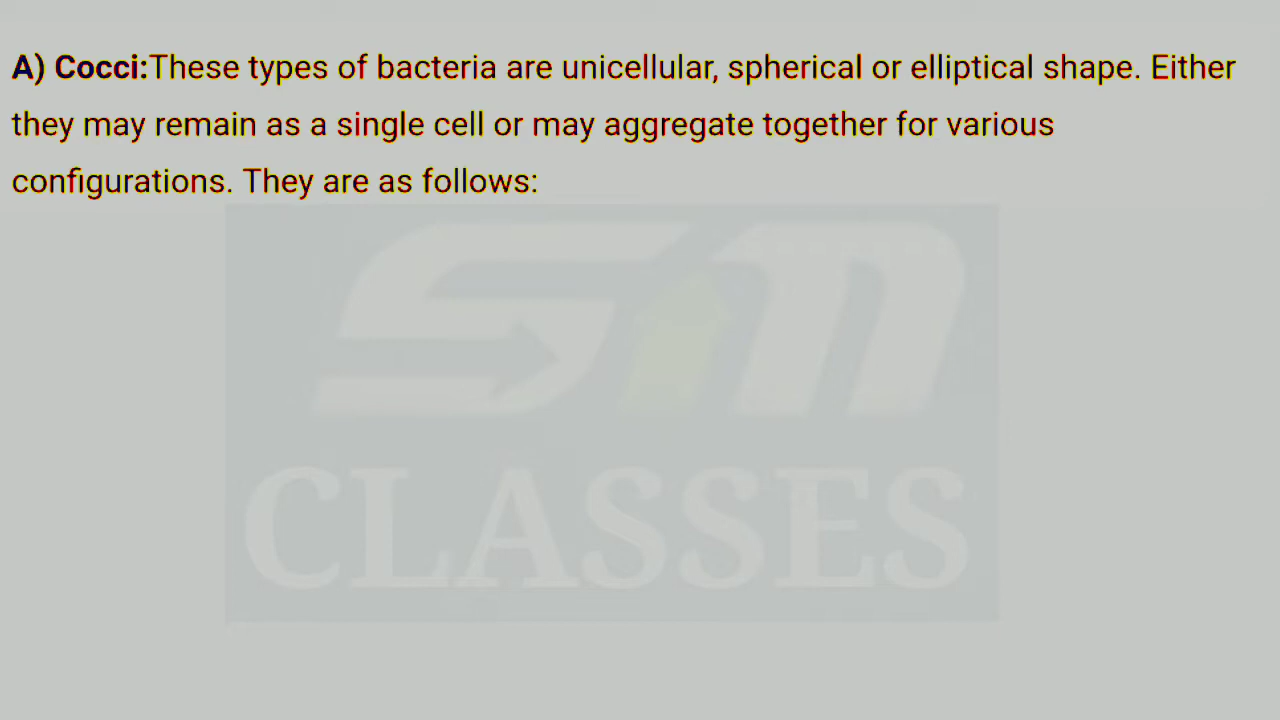 A) Cocci:These types of bacteria are unicellular, spherical or elliptical shape. Either
they may remain as a single cell or may aggregate together for various
configurations. They are as follows:
Sm
CLASSES